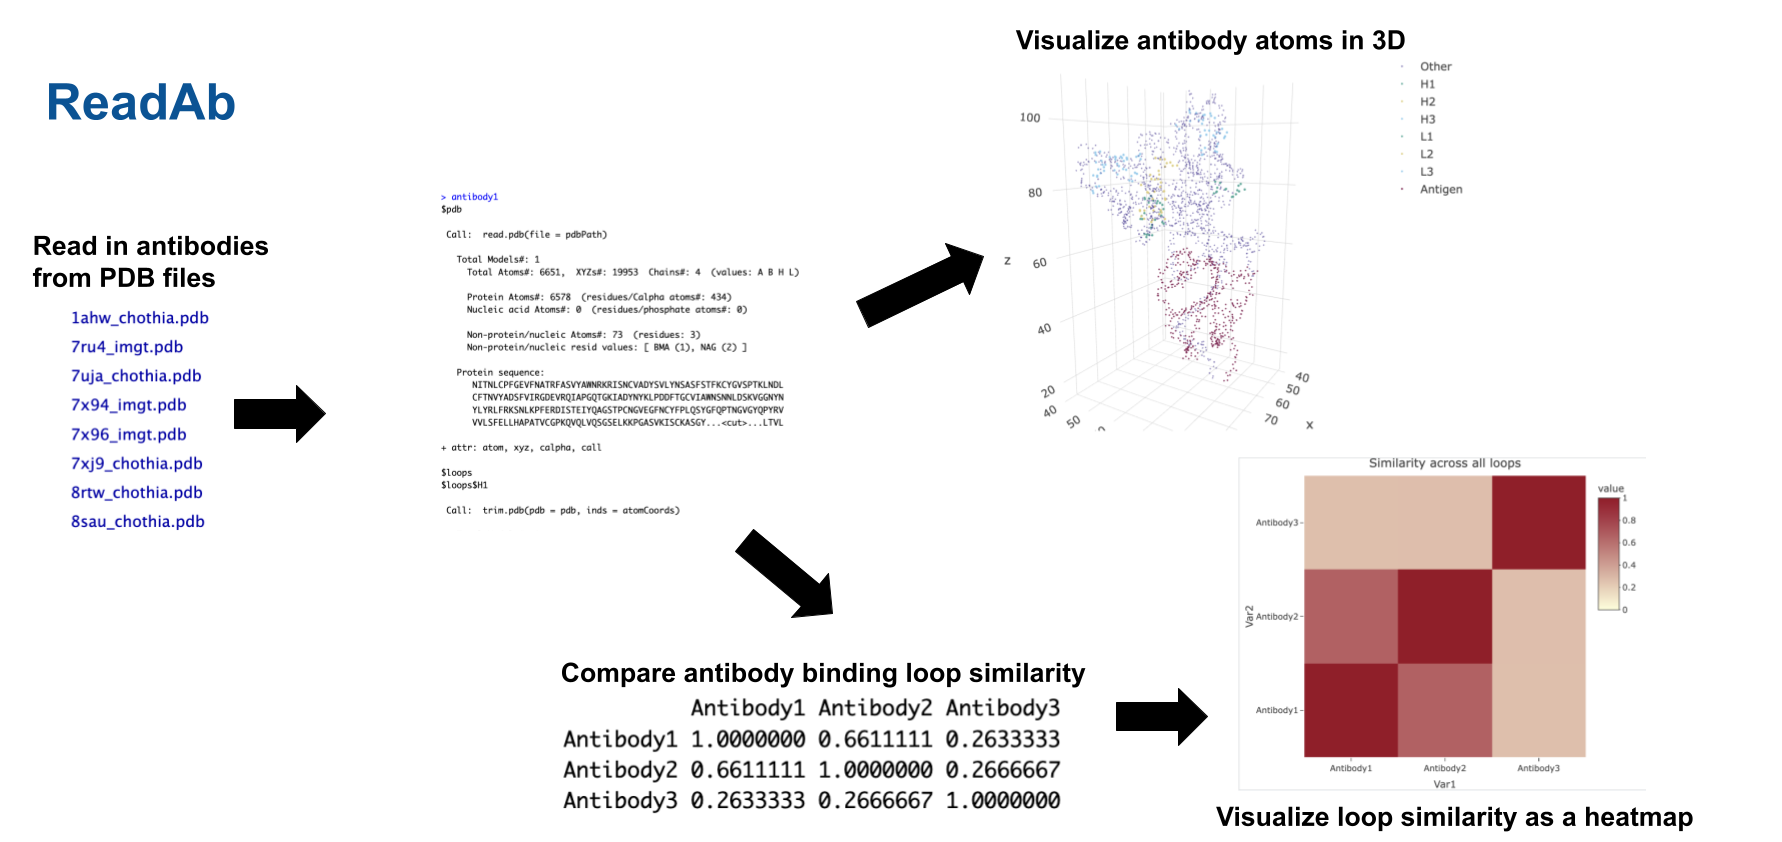 ReadAb
Read in antibodies
from PDB files
1ahw_chothia.pdb
7ru4_imgt.pdb
7uja_chothia.pdb
7x94_imgt.pdb
7x96_imgt.pdb
7xj9_chothia.pdb
8rtw_chothia.pdb
8sau_chothia.pdb
> antibody1
$pdb
Call: read.pdb(file = pdbPath)
Total Models#: 1
Total Atoms#: 6651, XYZs#: 19953 Chains#: 4 (values: A B H L)
Protein Atoms#: 6578 (residues/Calpha atoms#: 434)
Nucleic acid Atoms#: 0 (residues/phosphate atoms#: 0)
Non-protein/nucleic Atoms#: 73 (residues: 3)
Non-protein/nucleic resid values: [ BMA (1), NAG (2) ]
Protein sequence:
NITNLCPFGEVFNATRFASVYAWNRKRISNCVADYSVLYNSASFSTFKCYGVSPTKLNDL
CFTNVYADSFVIRGDEVRQIAPGQTGKIADYNYKLPDDFTGCVIAWNSNNLDSKVGGNYN
YLYRLFRKSNLKPFERDISTEIYQAGSTPCNGVEGFNCYFPLQSYGFQPTNGVGYQPYRV
VVLSFELLHAPATVCGPKQVQLVQSGSELKKPGASVKISCKASGY...<cut>...LTVL
+ attr: atom, xyz, calpha, call
$loops
$loops$H1
Call: trim.pdb(pdb = pdb, inds = atomCoords)
Visualize antibody atoms in 3D
Other
H1
H2
H3
L1
L2
L3
Antigen
100
80
z
60
40
20
40
50
40
50
60
70
x
Compare antibody binding loop similarity
Antibody1 Antibody2 Antibody3
Antibody1 1.0000000 0.6611111 0.2633333
Antibody2 0.6611111 1.0000000 0.2666667
Antibody3 0.2633333 0.2666667 1.0000000
Similarity across all loops
value
1
0.8
0.6
0.4
0.2
0
Antibody3
Antibody2
Antibody1
Var2
Antibody1 Antibody2 Antibody3
Var1
Visualize loop similarity as a heatmap